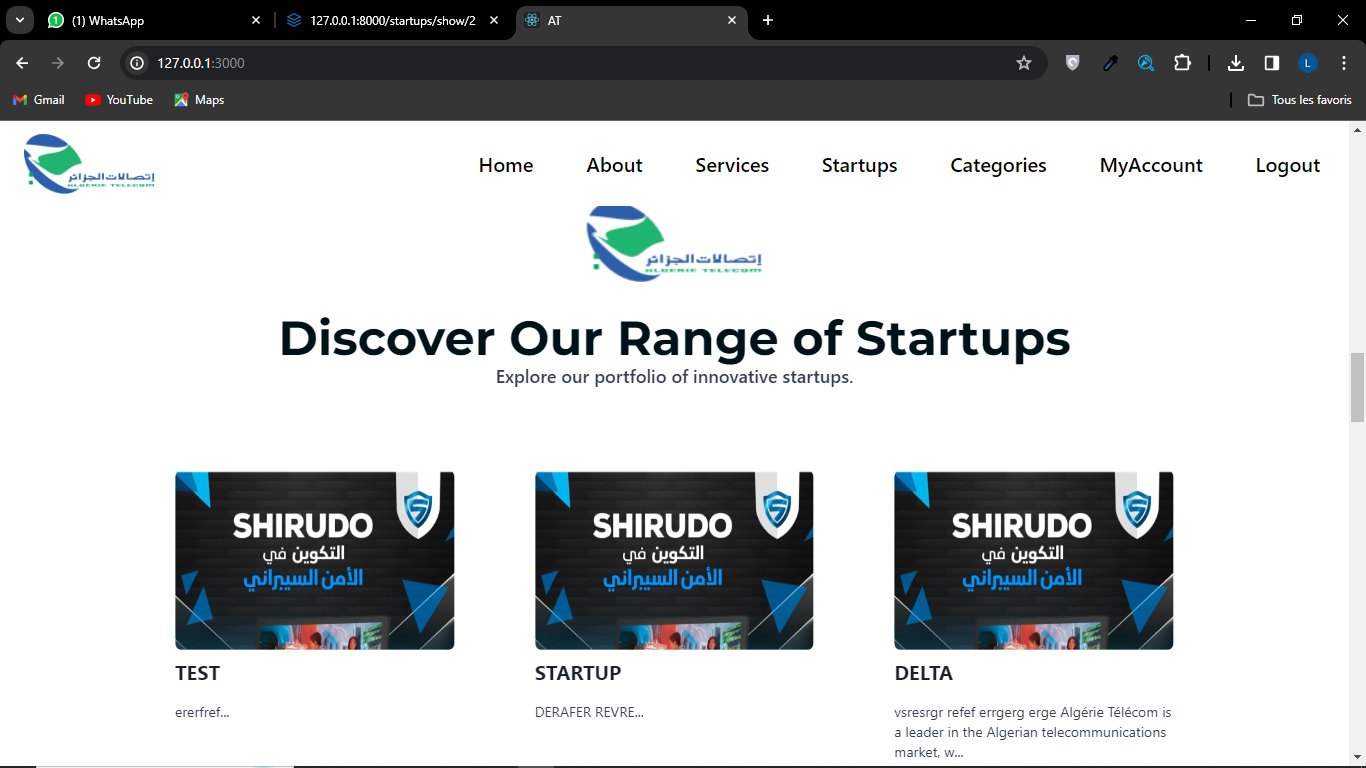 (1) WhatsApp
127.0.0.1:8000/startups/show/2
AT
127.0.0.1:3000
L
Gmail
YouTube
Maps
Tous les favoris
إتصالات الجزائر
ALGERIE TELECOM
Home
About
Services
Startups
Categories
MyAccount
Logout
إتصالات الجزائر
ALGERIE TELECOM
Discover Our Range of Startups
Explore our portfolio of innovative startups.
SHIRUDO
التكوين في
الأمن السيبراني
TEST
ererfref...
SHIRUDO
التكوين في
الأمن السيبراني
STARTUP
DERAFER REVRE...
SHIRUDO
التكوين في
الأمن السيبراني
DELTA
vsresrgr refef errgerg erge Algérie Télécom is
a leader in the Algerian telecommunications
market, w...